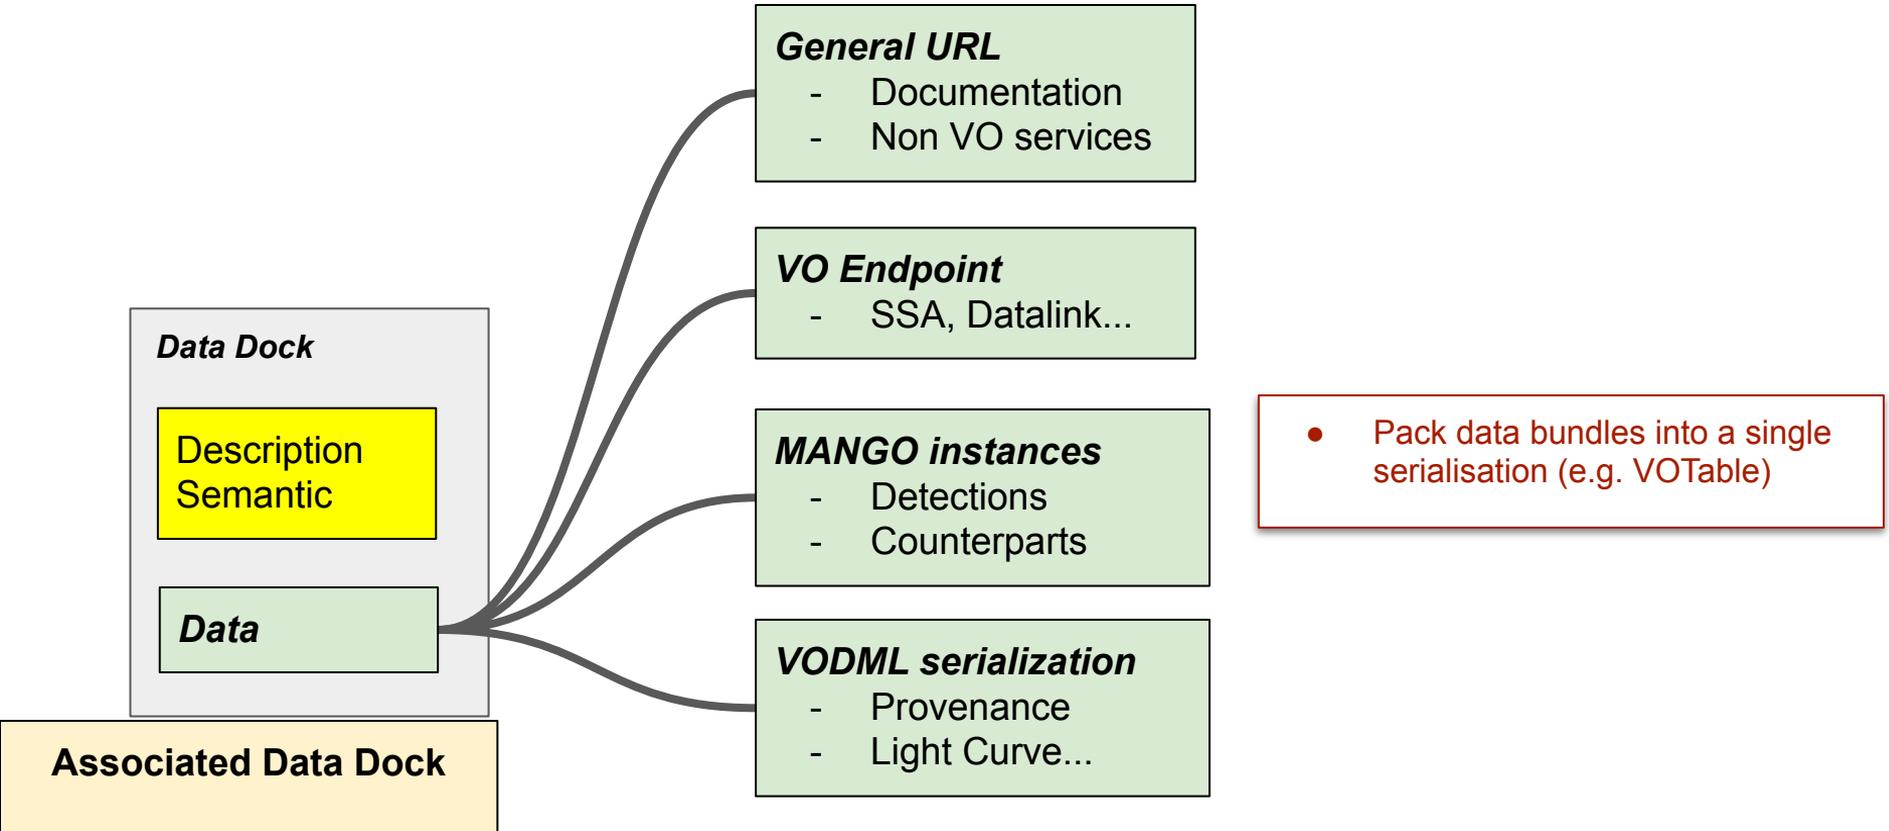 General URL
- Documentation
- Non VO services
VO Endpoint
- SSA, Datalink...
Data Dock
Description
Semantic
Data
MANGO instances
- Detections
- Counterparts
● Pack data bundles into a single
serialisation (e.g. VOTable)
VODML serialization
- Provenance
- Light Curve...
Associated Data Dock